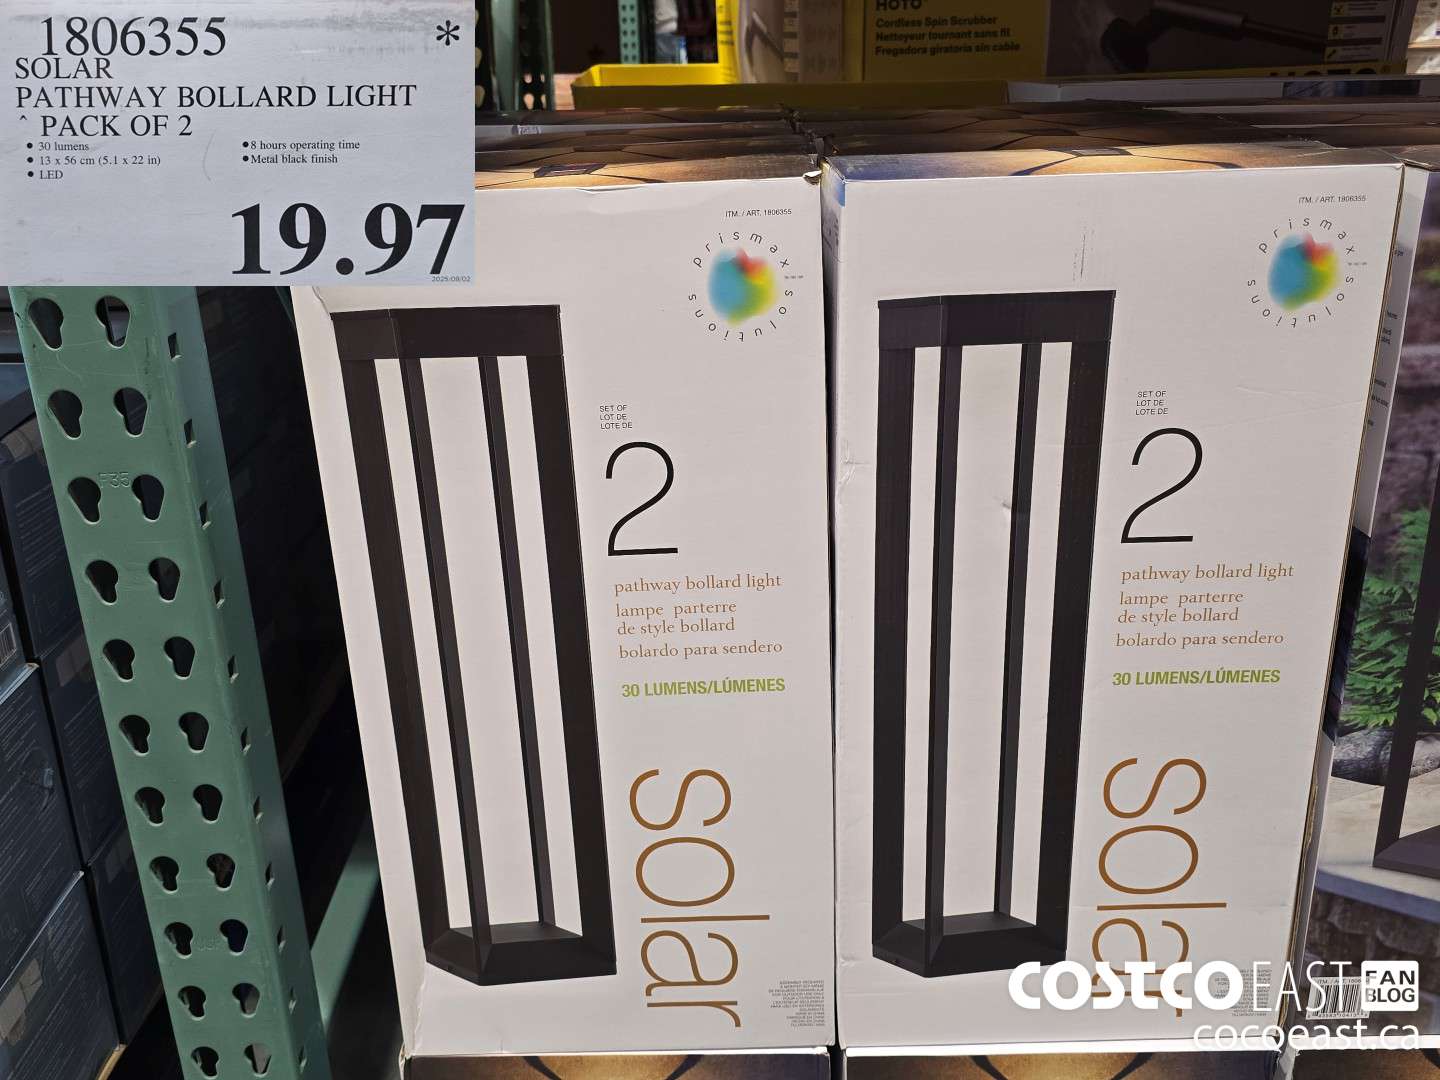 1806355 *
SOLAR
PATHWAY BOLLARD LIGHT
^ PACK OF 2
• 30 lumens
• 13 x 56 cm (5.1 x 22 in)
• LED
• 8 hours operating time
• Metal black finish
19.97
2025/08/02
HOTO
Cordless Spin Scrubber
Nettoyeur tournant sans fil
Fregadora giratoria sin cable
HOTO
F35
ITM. / ART. 1806355
prismax solutions
SET OF
LOT DE
LOTE DE
2
pathway bollard light
lampe parterre
de style bollard
bolardo para sendero
30 LUMENS/LÚMENES
solar
ITM. / ART. 1806355
prismax solutions
SET OF
LOT DE
LOTE DE
2
pathway bollard light
lampe parterre
de style bollard
bolardo para sendero
30 LUMENS/LÚMENES
solar
COSTCO EAST FAN BLOG
cocoeast.ca